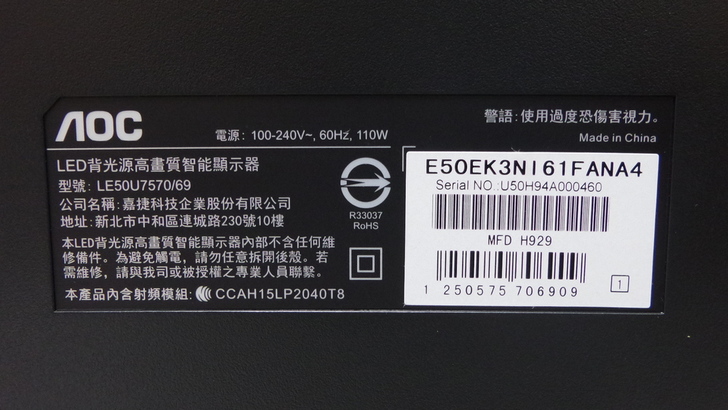 AOC
電源: 100-240V~, 60Hz, 110W
LED背光源高畫質智能顯示器
型號: LE50U7570/69
公司名稱:嘉捷科技企業股份有限公司
地址:新北市中和區連城路230號10樓
R33037
RoHS
本LED背光源高畫質智能顯示器內部不含任何維
修備件。為避免觸電，請勿任意拆開後殼。若
需維修，請與我司或被授權之專業人員聯繫。
本產品內含射頻模組: CCAH15LP2040T8
警語:使用過度恐傷害視力。
Made in China
E50EK3NI61FANA4
Serial NO.:U50H94A000460
MFD H929
1 250575 706909
1